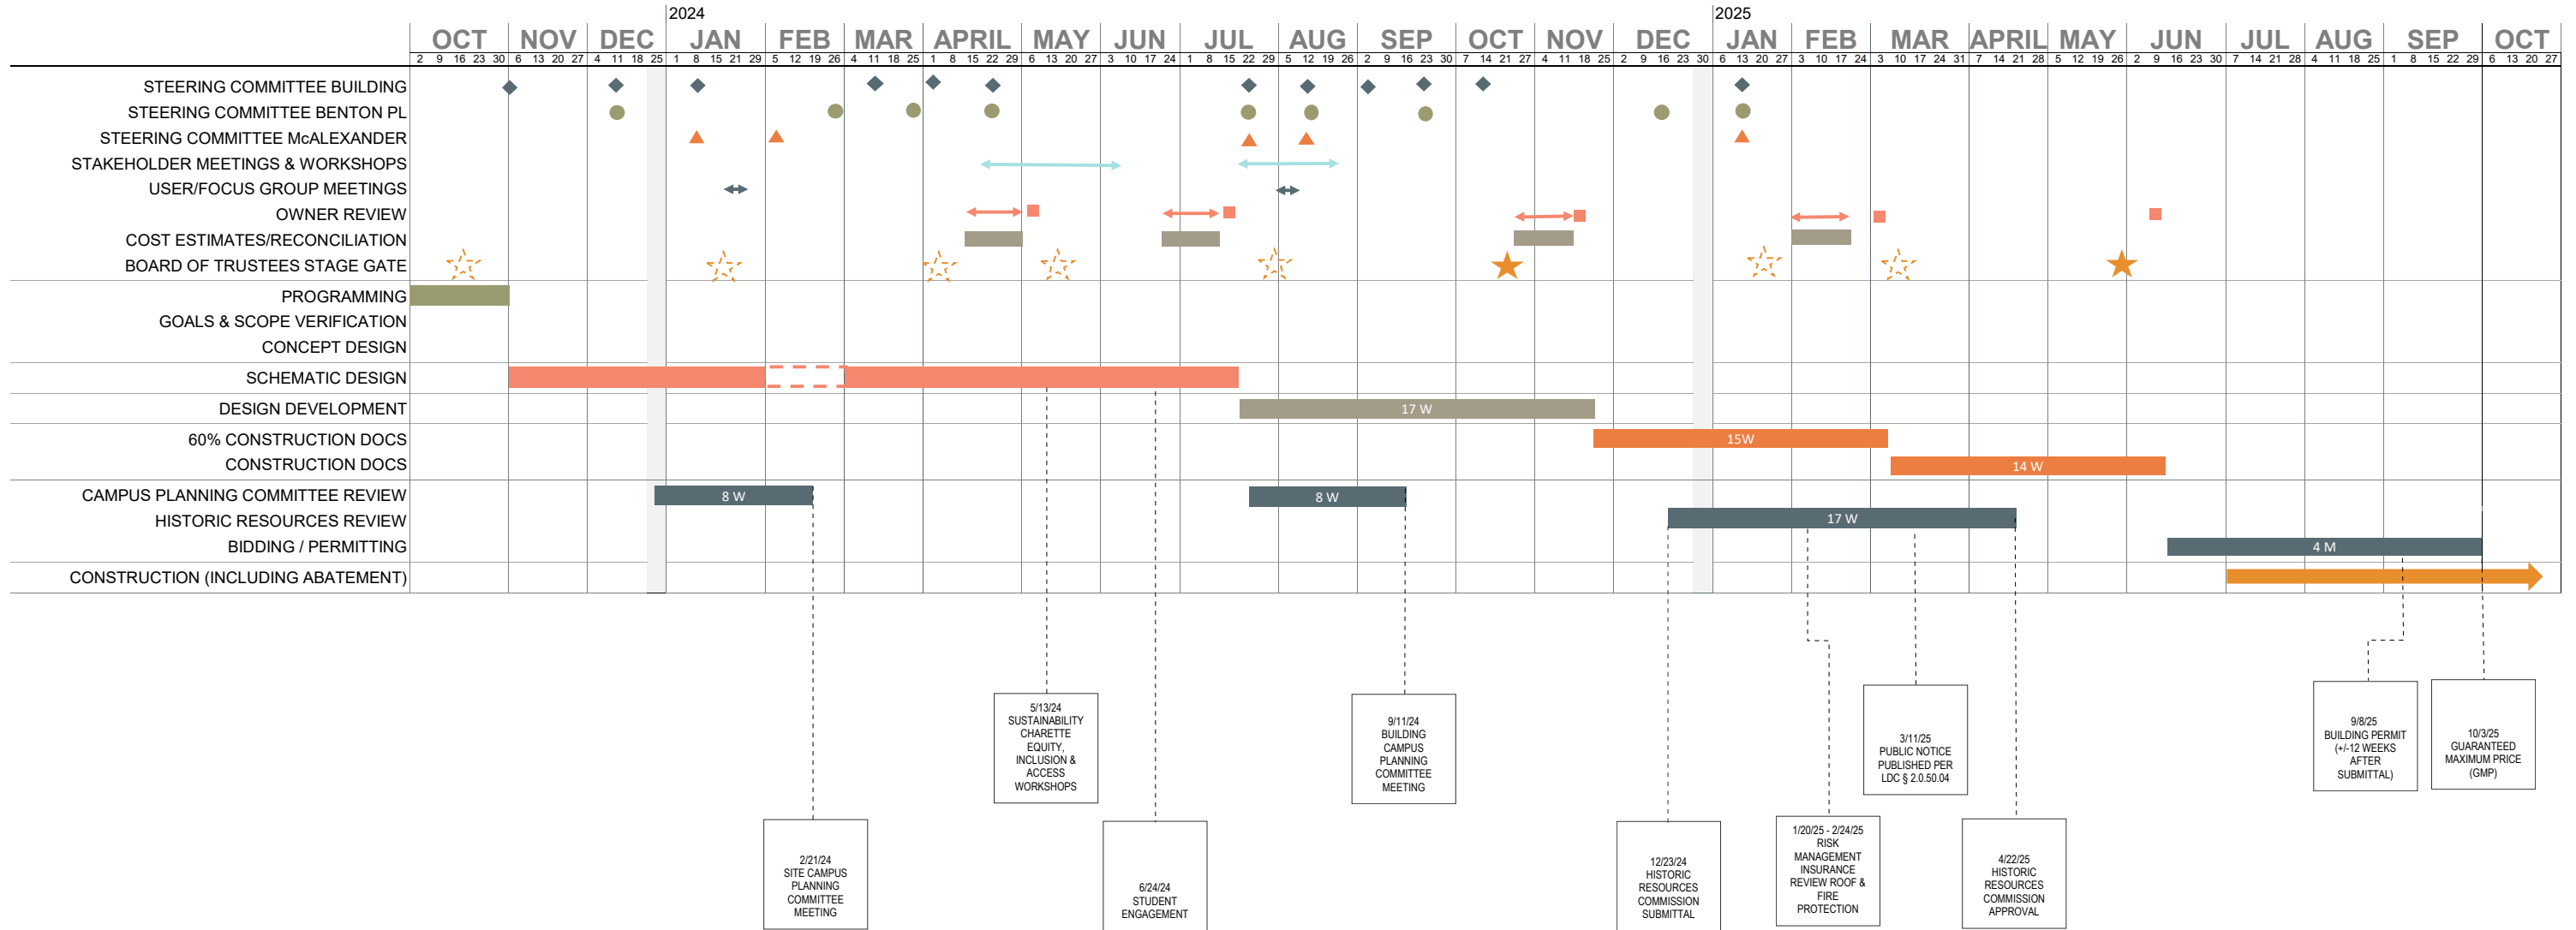 2024 2025
OCT NOV DEC JAN FEB MAR APRIL MAY JUN JUL AUG SEP OCT NOV DEC JAN FEB MAR APRIL MAY JUN JUL AUG SEP OCT
2 9 16 23 30 6 13 20 27 4 11 18 25 1 8 15 21 29 5 12 19 26 4 11 18 25 1 8 15 22 29 6 13 20 27 3 10 17 24 1 8 15 22 29 5 12 19 26 2 9 16 23 30 7 14 21 27 4 11 18 25 2 9 16 23 30 6 13 20 27 3 10 17 24 3 10 17 24 31 7 14 21 28 5 12 19 26 2 9 16 23 30 7 14 21 28 4 11 18 25 1 8 15 22 29 6 13 20 27
STEERING COMMITTEE BUILDING
STEERING COMMITTEE BENTON PL
STEERING COMMITTEE McALEXANDER
STAKEHOLDER MEETINGS & WORKSHOPS
USER/FOCUS GROUP MEETINGS
OWNER REVIEW
COST ESTIMATES/RECONCILIATION
BOARD OF TRUSTEES STAGE GATE
PROGRAMMING
GOALS & SCOPE VERIFICATION
CONCEPT DESIGN
SCHEMATIC DESIGN
DESIGN DEVELOPMENT 17 W
60% CONSTRUCTION DOCS 15W
CONSTRUCTION DOCS 14 W
CAMPUS PLANNING COMMITTEE REVIEW 8 W 8 W
HISTORIC RESOURCES REVIEW 17 W
BIDDING / PERMITTING 4 M
CONSTRUCTION (INCLUDING ABATEMENT)
2/21/24
SITE CAMPUS
PLANNING
COMMITTEE
MEETING
5/13/24
SUSTAINABILITY
CHARETTE
EQUITY,
INCLUSION &
ACCESS
WORKSHOPS
6/24/24
STUDENT
ENGAGEMENT
9/11/24
BUILDING
CAMPUS
PLANNING
COMMITTEE
MEETING
12/23/24
HISTORIC
RESOURCES
COMMISSION
SUBMITTAL
1/20/25 - 2/24/25
RISK
MANAGEMENT
INSURANCE
REVIEW ROOF &
FIRE
PROTECTION
3/11/25
PUBLIC NOTICE
PUBLISHED PER
LDC § 2.0.50.04
4/22/25
HISTORIC
RESOURCES
COMMISSION
APPROVAL
9/8/25
BUILDING PERMIT
(+/-12 WEEKS
AFTER
SUBMITTAL)
10/3/25
GUARANTEED
MAXIMUM PRICE
(GMP)